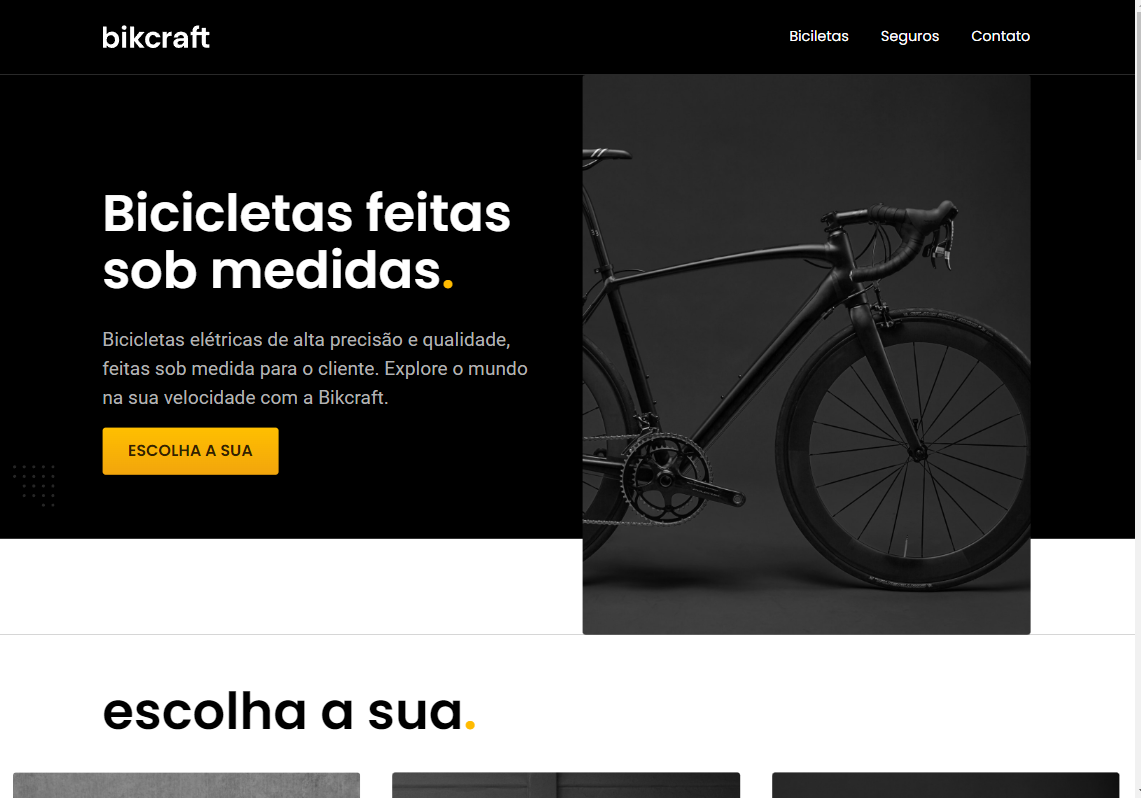 bikcraft
Biciletas Seguros Contato
Bicicletas feitas
sob medidas.
Bicicletas elétricas de alta precisão e qualidade,
feitas sob medida para o cliente. Explore o mundo
na sua velocidade com a Bikcraft.
ESCOLHA A SUA
escolha a sua.